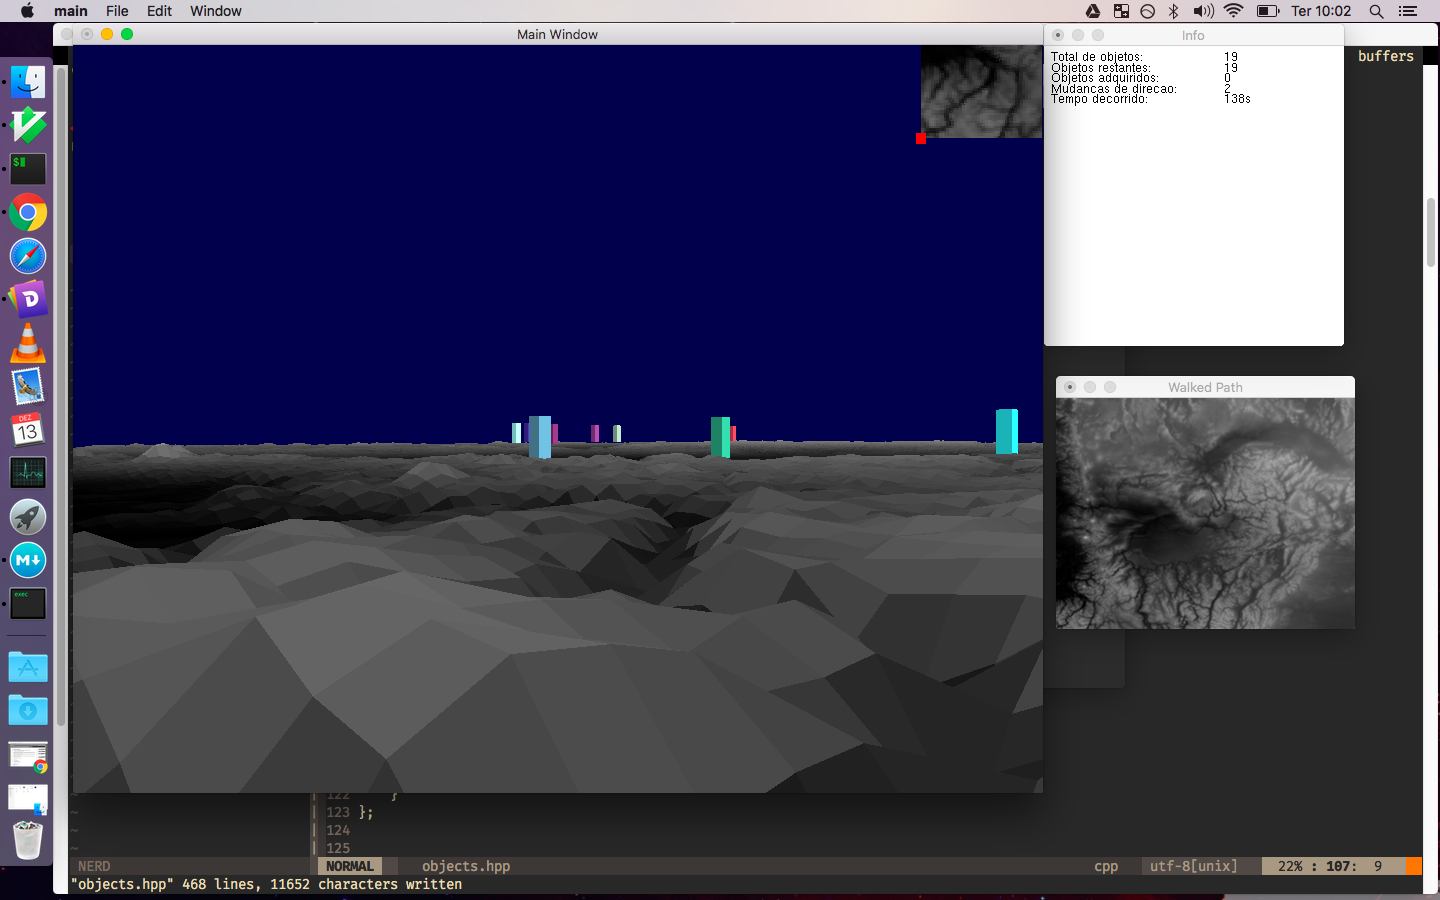 main File Edit Window Ter 10:02
Main Window
Info
Total de objetos: 19
Objetos restantes: 19
Objetos adquiridos: 0
Mudancas de direcao: 2
Tempo decorrido: 138s
buffers
Walked Path
$
DEZ
13
M
exec
122 }
123 };
124
125
NERD NORMAL objects.hpp cpp utf-8[unix] 22% : 107: 9
"objects.hpp" 468 lines, 11652 characters written